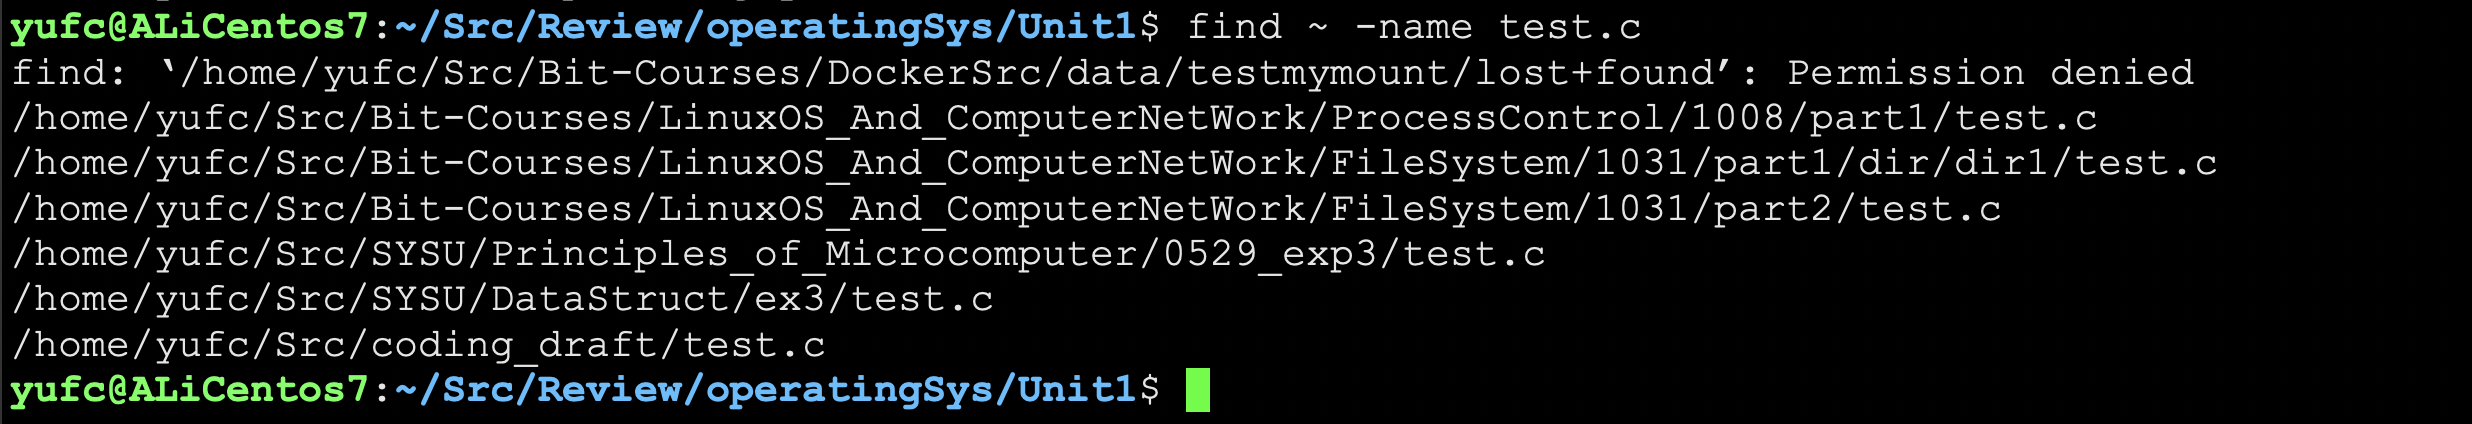 yufc@ALiCentos7:~/Src/Review/operatingSys/Unit1$ find ~ -name test.c
find: ‘/home/yufc/Src/Bit-Courses/DockerSrc/data/testmymount/lost+found’: Permission denied
/home/yufc/Src/Bit-Courses/LinuxOS_And_ComputerNetWork/ProcessControl/1008/part1/test.c
/home/yufc/Src/Bit-Courses/LinuxOS_And_ComputerNetWork/FileSystem/1031/part1/dir/dir1/test.c
/home/yufc/Src/Bit-Courses/LinuxOS_And_ComputerNetWork/FileSystem/1031/part2/test.c
/home/yufc/Src/SYSU/Principles_of_Microcomputer/0529_exp3/test.c
/home/yufc/Src/SYSU/DataStruct/ex3/test.c
/home/yufc/Src/coding_draft/test.c
yufc@ALiCentos7:~/Src/Review/operatingSys/Unit1$